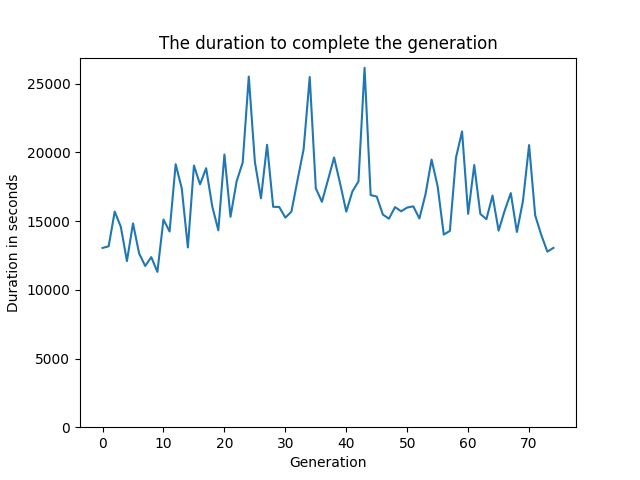 The duration to complete the generation
25000
20000
15000
10000
5000
0
Duration in seconds
0 10 20 30 40 50 60 70
Generation